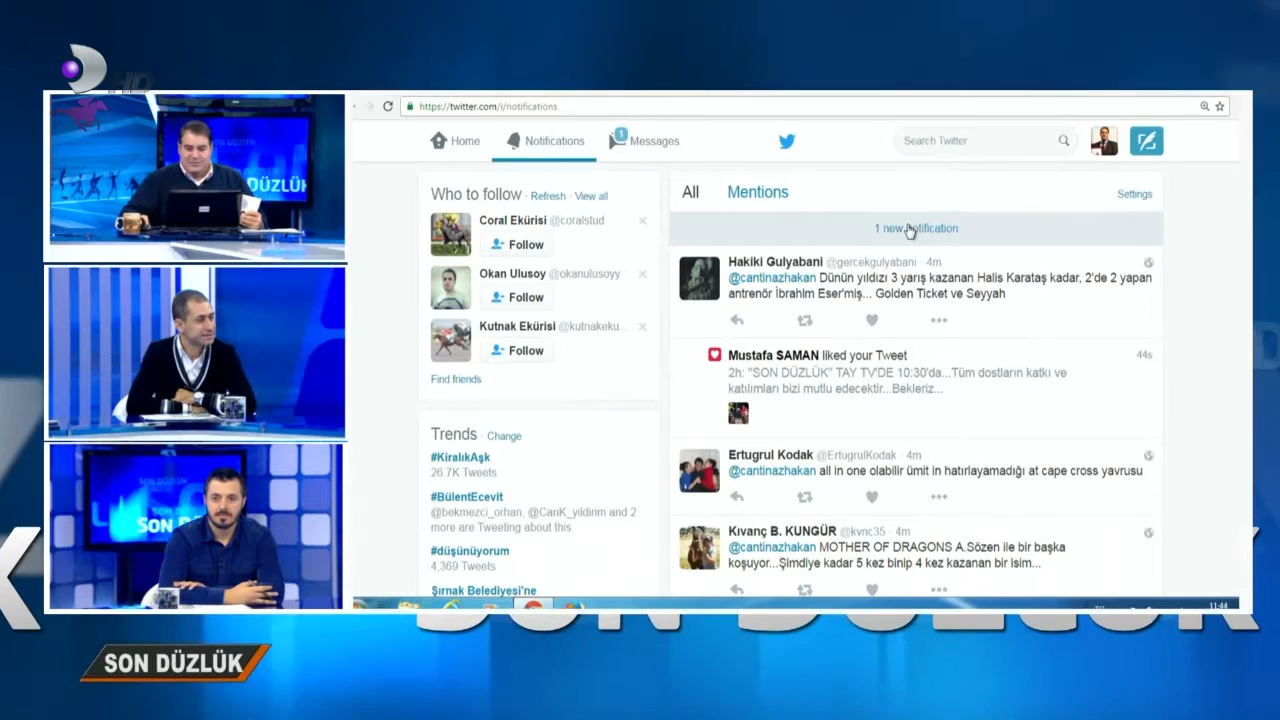 HD
SON DÜZLÜK
DÜZLÜK
SON DÜZLÜK
SON DÜZ
https://twitter.com/i/notifications
Home
Notifications
1
Messages
Search Twitter
Who to follow · Refresh · View all
Coral Ekürisi @coralstud
Follow
Okan Ulusoy @okanulusoyy
Follow
Kutnak Ekürisi @kutnakeku...
Follow
Find friends
Trends · Change
#KiralıkAşk
26.7K Tweets
#BülentEcevit
@bekmezci_orhan, @CanK_yildirim and 2
more are Tweeting about this
#düşünüyorum
4,369 Tweets
Şırnak Belediyesi'ne
All
Mentions
Settings
1 new notification
Hakiki Gulyabani @gercekgulyabani · 4m
@cantinazhakan Dünün yıldızı 3 yarış kazanan Halis Karataş kadar, 2'de 2 yapan
antrenör İbrahim Eser'miş... Golden Ticket ve Seyyah
Mustafa SAMAN liked your Tweet
44s
2h: "SON DÜZLÜK" TAY TV'DE 10:30'da...Tüm dostların katkı ve
katılımları bizi mutlu edecektir...Bekleriz...
Ertugrul Kodak @ErtugrulKodak · 4m
@cantinazhakan all in one olabilir ümit in hatırlayamadığı at cape cross yavrusu
Kıvanç B. KUNGÜR @kvnc35 · 4m
@cantinazhakan MOTHER OF DRAGONS A.Sözen ile bir başka
koşuyor...Şimdiye kadar 5 kez binip 4 kez kazanan bir isim...
11:44
SON DÜZLÜK
SON DÜZLÜK